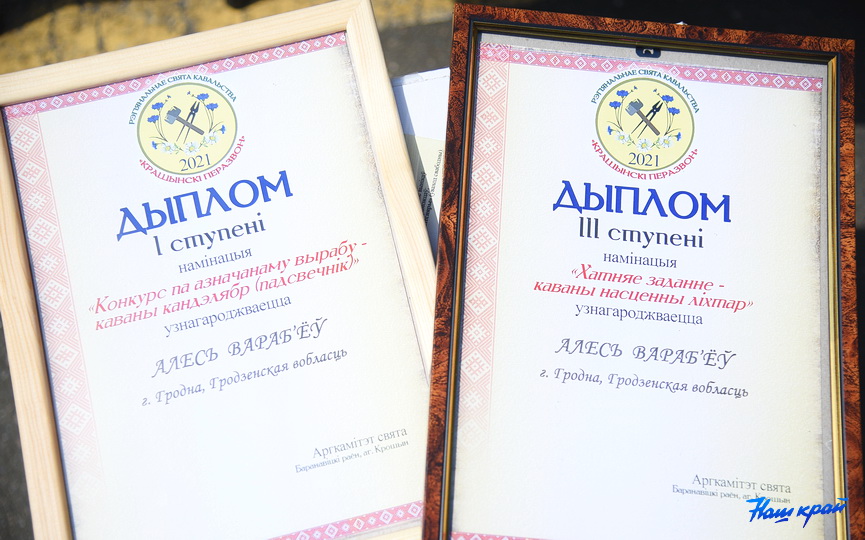 РЭГІЯНАЛЬНАЕ СВЯТА КАВАЛЬСТВА
2021
«КРАШЫНСКІ ПЕРАЗВОН»
ДЫПЛОМ
I ступені
намінацыя
«Конкурс па азначанаму вырабу -
каваны кандэлябр (падсвечнік)»
узнагароджваецца
АЛЕСЬ ВАРАБ'ЁЎ
г. Гродна, Гродзенская вобласць
Аргкамітэт свята
Баранавіцкі раён, аг. Крошын
РЭГІЯНАЛЬНАЕ СВЯТА КАВАЛЬСТВА
2021
«КРАШЫНСКІ ПЕРАЗВОН»
ДЫПЛОМ
III ступені
намінацыя
«Хатняе заданне -
каваны насценны ліхтар»
узнагароджваецца
АЛЕСЬ ВАРАБ'ЁЎ
г. Гродна, Гродзенская вобласць
Аргкамітэт свята
Баранавіцкі раён, аг. Крошын
Наш край